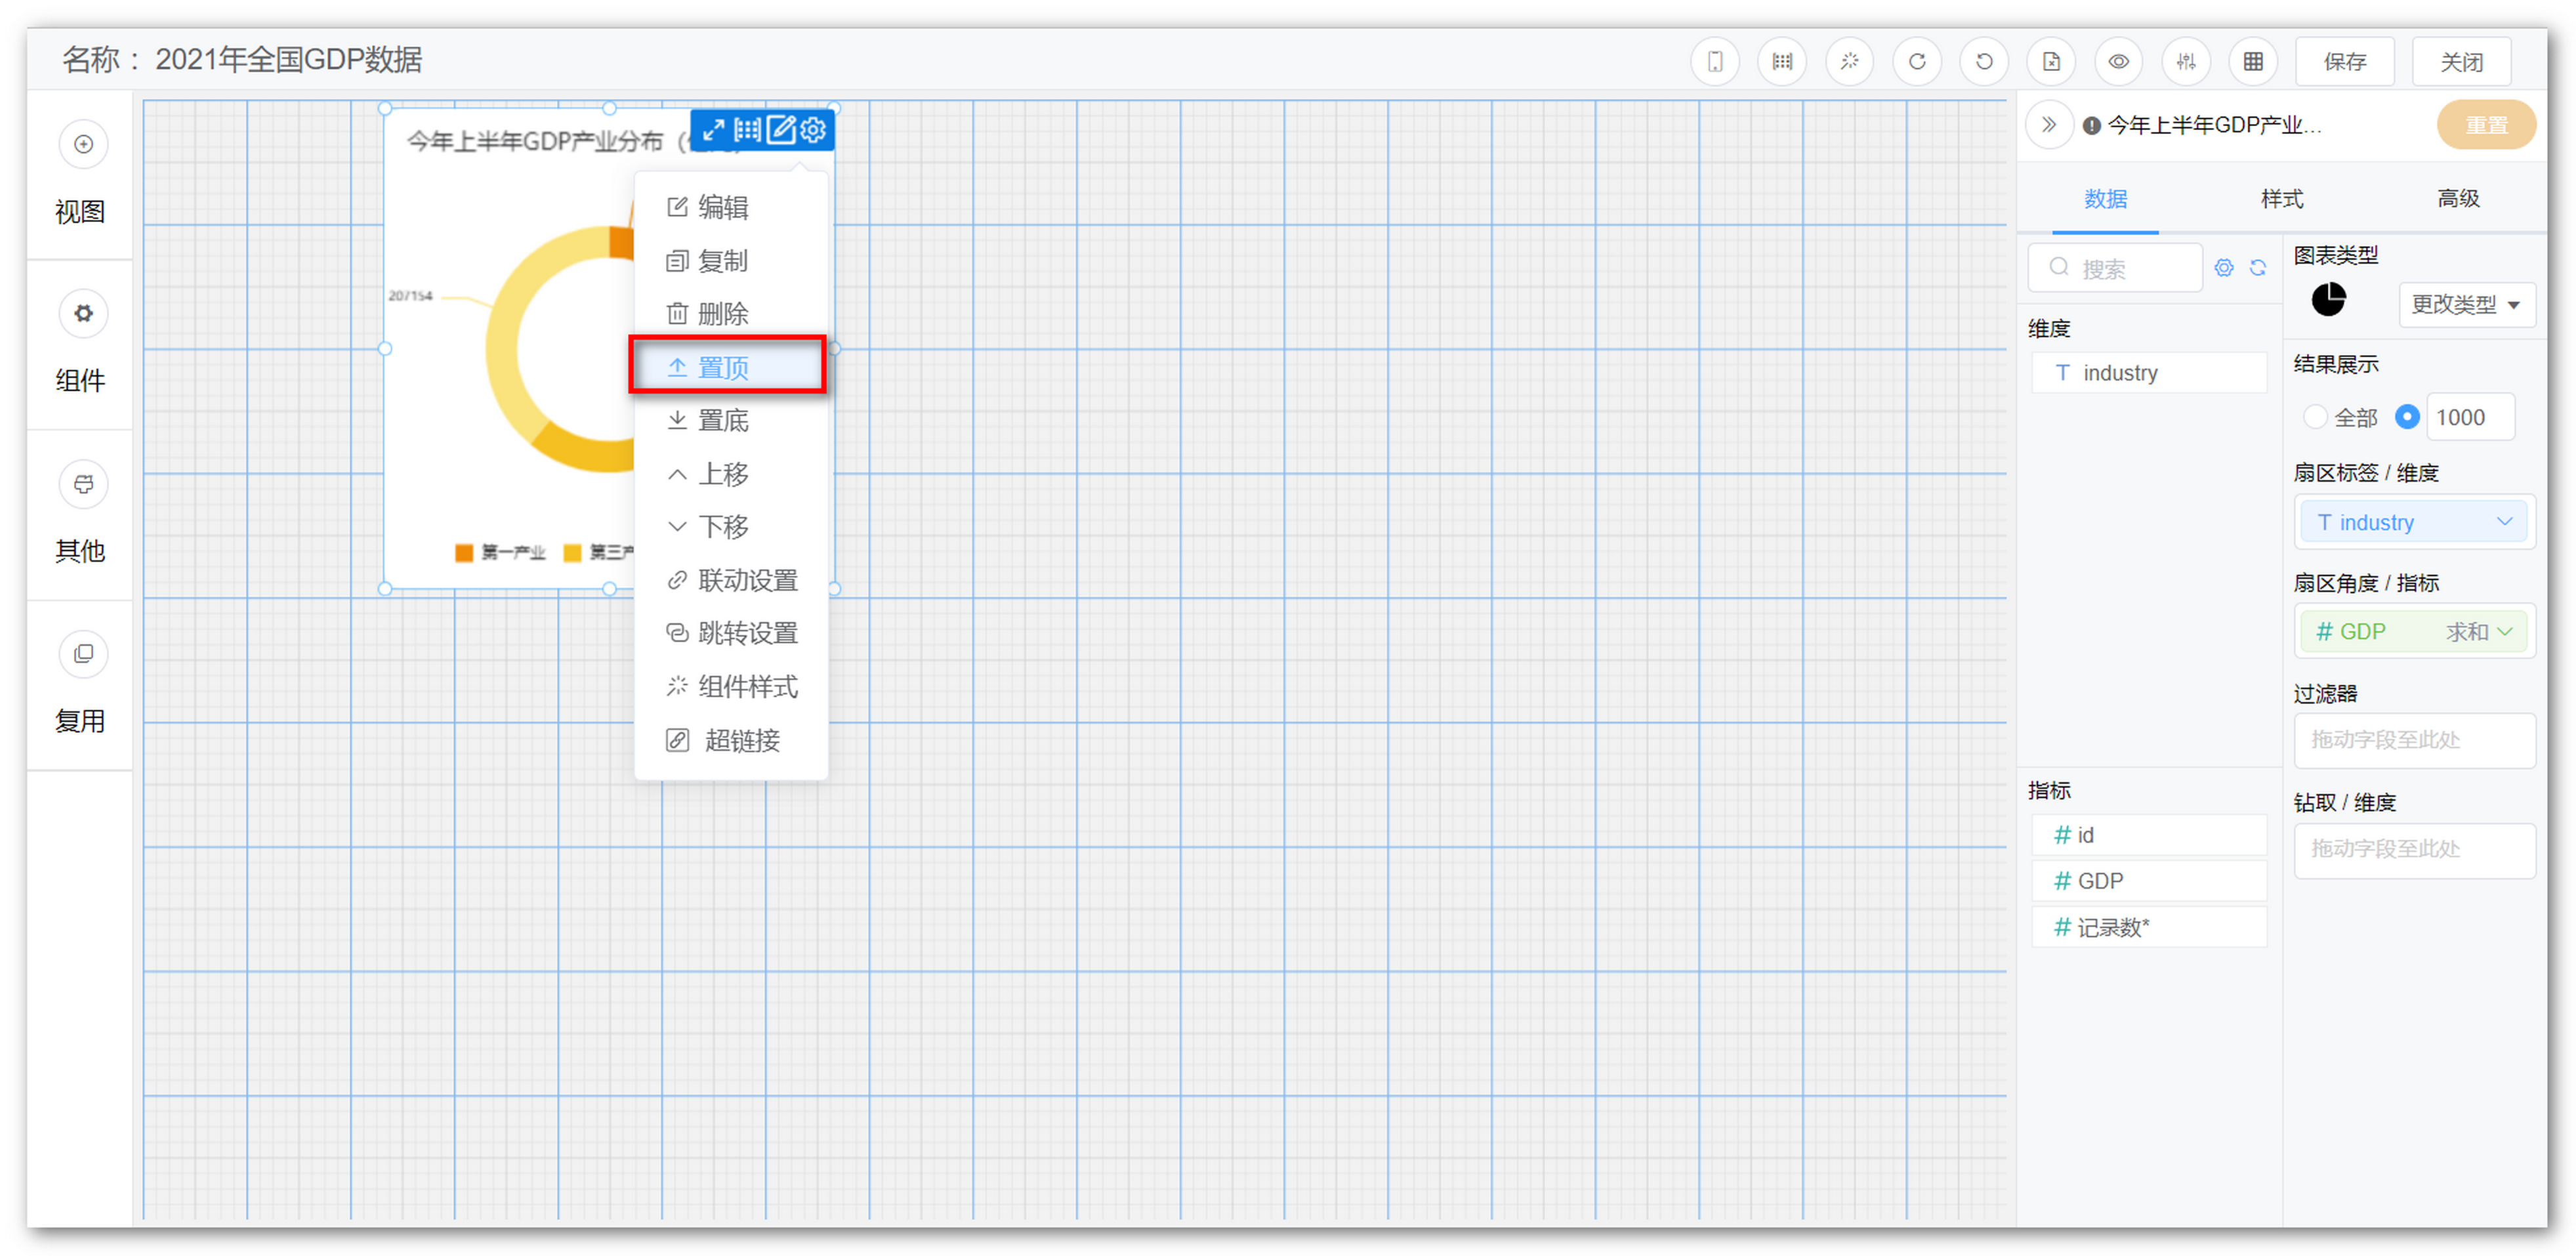 名称： 2021年全国GDP数据
保存
关闭
视图
组件
其他
复用
今年上半年GDP产业分布（
207154
第一产业
第三产
编辑
复制
删除
置顶
置底
上移
下移
联动设置
跳转设置
组件样式
超链接
今年上半年GDP产业...
重置
数据
样式
高级
搜索
维度
T industry
指标
# id
# GDP
# 记录数*
图表类型
更改类型
结果展示
全部
1000
扇区标签 / 维度
T industry
扇区角度 / 指标
# GDP 求和
过滤器
拖动字段至此处
钻取 / 维度
拖动字段至此处